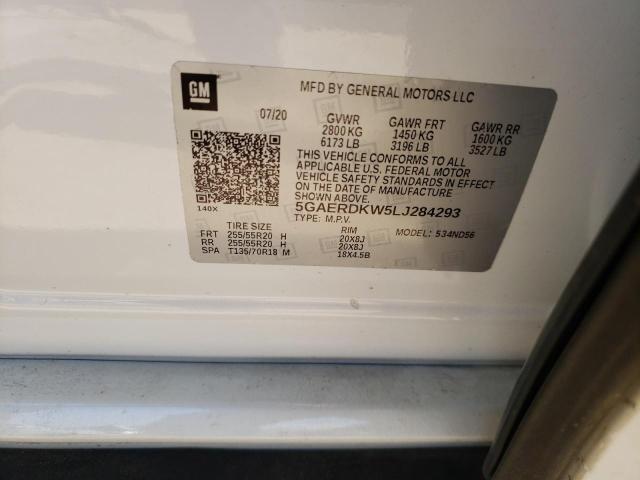 GM
MFD BY GENERAL MOTORS LLC
07/20 GVWR GAWR FRT GAWR RR
2800 KG 1450 KG 1600 KG
6173 LB 3196 LB 3527 LB
THIS VEHICLE CONFORMS TO ALL
APPLICABLE U.S. FEDERAL MOTOR
VEHICLE SAFETY STANDARDS IN EFFECT
ON THE DATE OF MANUFACTURE SHOWN ABOVE.
140X
5GAERDKW5LJ284293
TYPE: M.P.V. MODEL: 534ND56
TIRE SIZE RIM
FRT 255/55R20 H 20X8J
RR 255/55R20 H 20X8J
SPA T135/70R18 M 18X4.5B